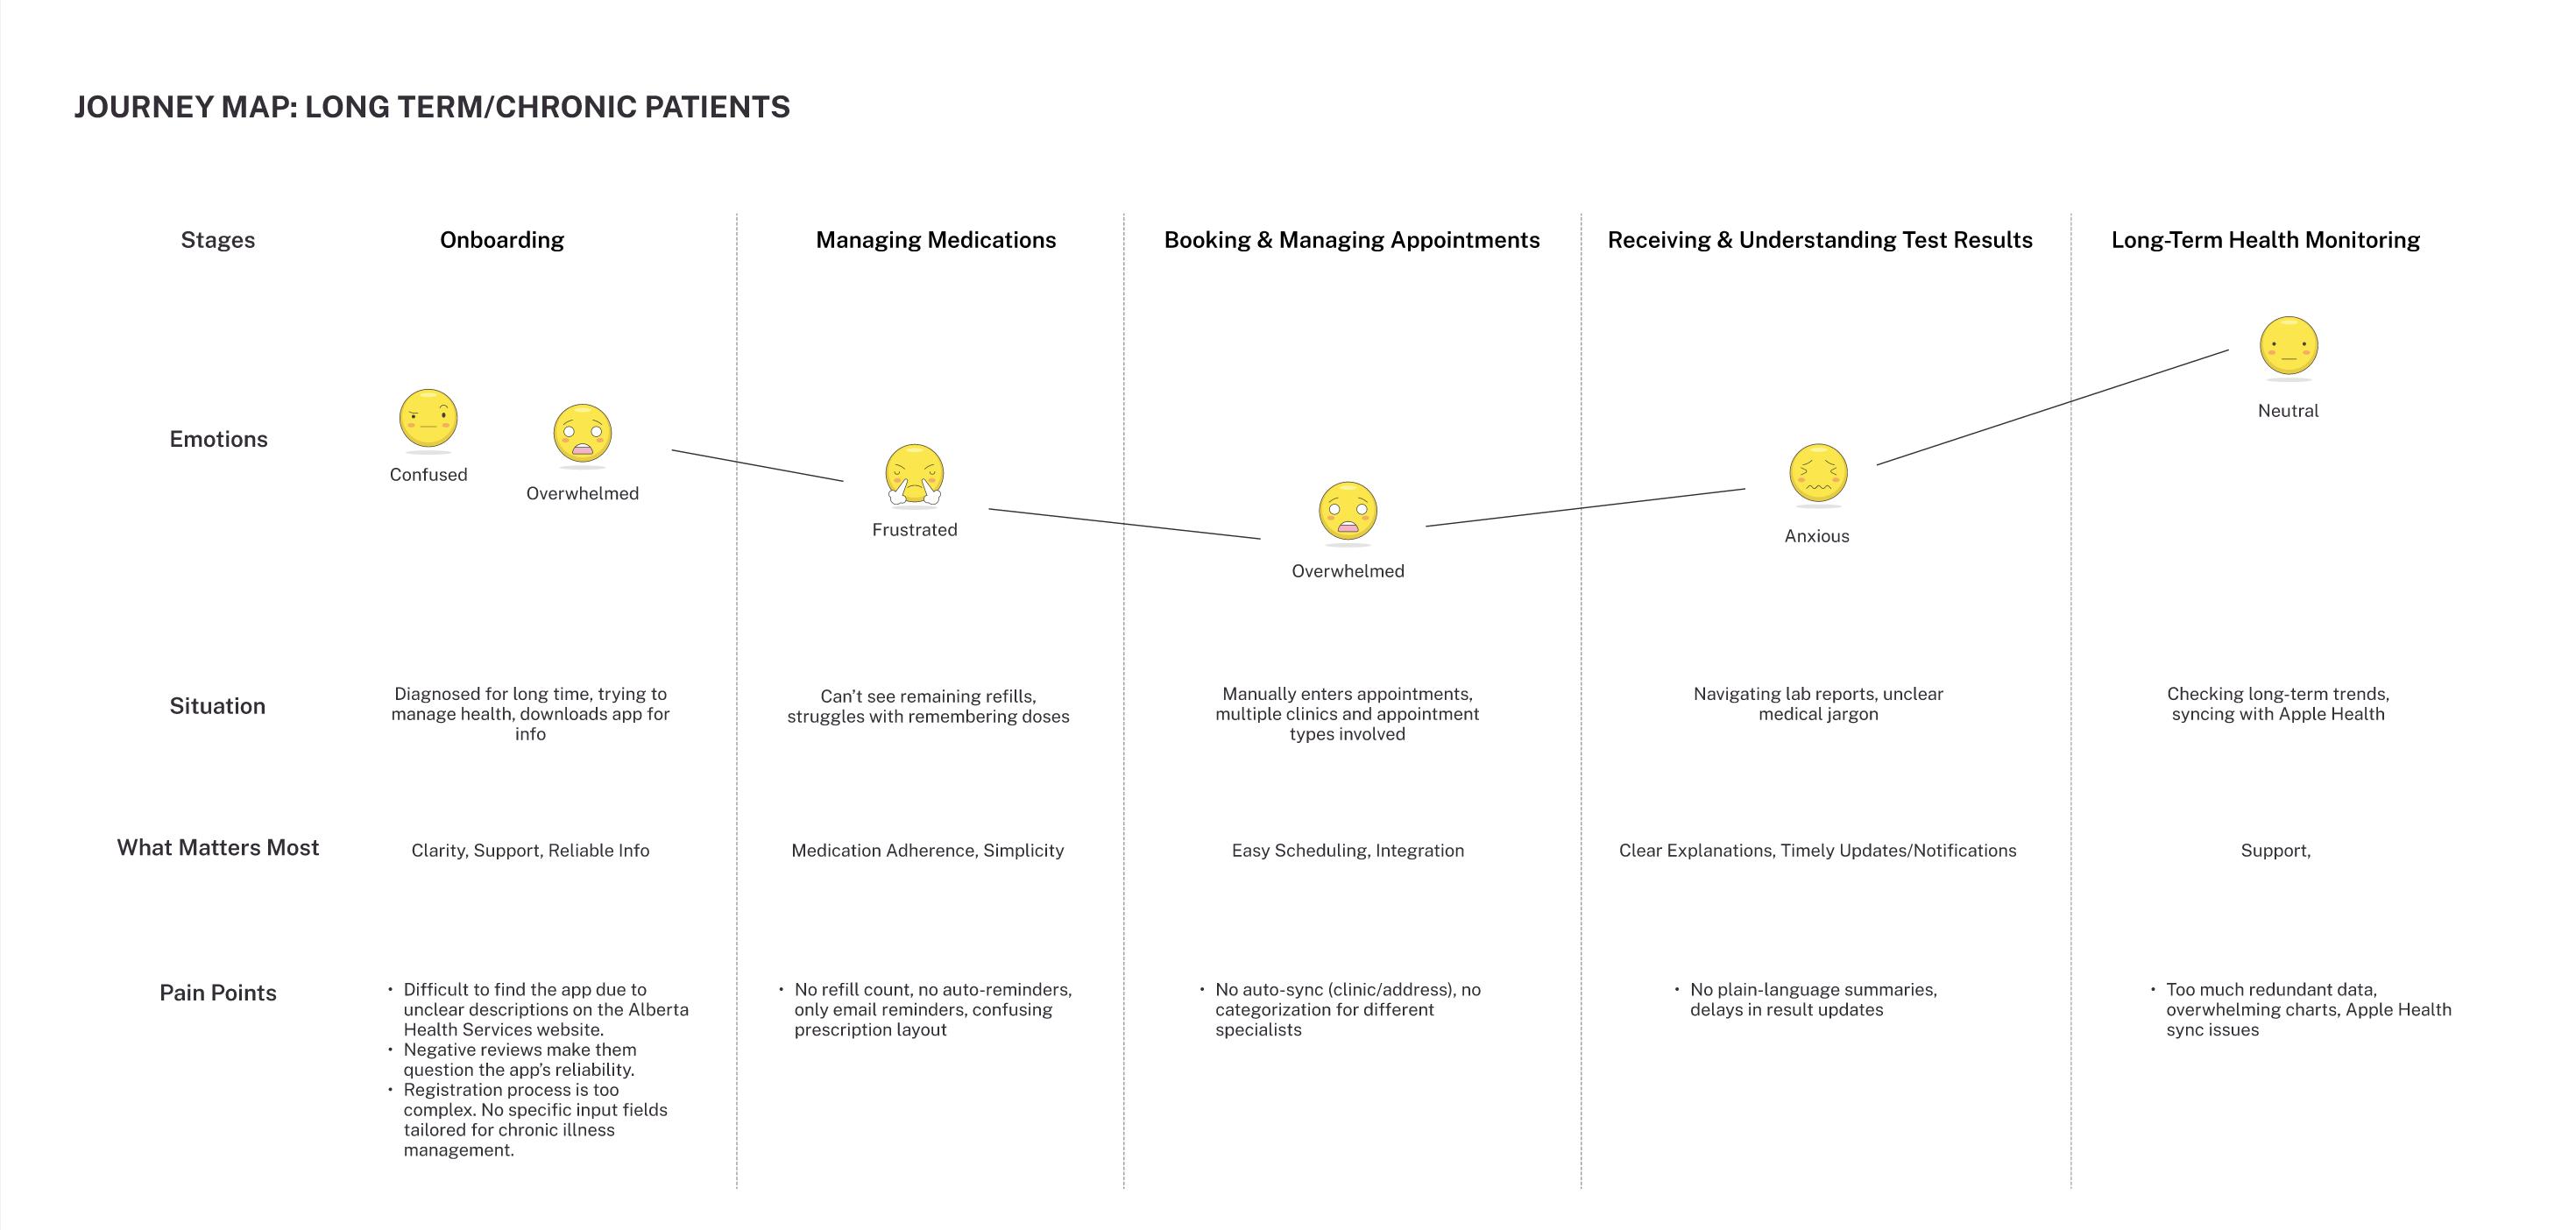 JOURNEY MAP: LONG TERM/CHRONIC PATIENTS
Stages
Onboarding
Managing Medications
Booking & Managing Appointments
Receiving & Understanding Test Results
Long-Term Health Monitoring
Emotions
Confused
Overwhelmed
Frustrated
Overwhelmed
Anxious
Neutral
Situation
Diagnosed for long time, trying to
manage health, downloads app for
info
Can’t see remaining refills,
struggles with remembering doses
Manually enters appointments,
multiple clinics and appointment
types involved
Navigating lab reports, unclear
medical jargon
Checking long-term trends,
syncing with Apple Health
What Matters Most
Clarity, Support, Reliable Info
Medication Adherence, Simplicity
Easy Scheduling, Integration
Clear Explanations, Timely Updates/Notifications
Support,
Pain Points
• Difficult to find the app due to
unclear descriptions on the Alberta
Health Services website.
• Negative reviews make them
question the app’s reliability.
• Registration process is too
complex. No specific input fields
tailored for chronic illness
management.
• No refill count, no auto-reminders,
only email reminders, confusing
prescription layout
• No auto-sync (clinic/address), no
categorization for different
specialists
• No plain-language summaries,
delays in result updates
• Too much redundant data,
overwhelming charts, Apple Health
sync issues